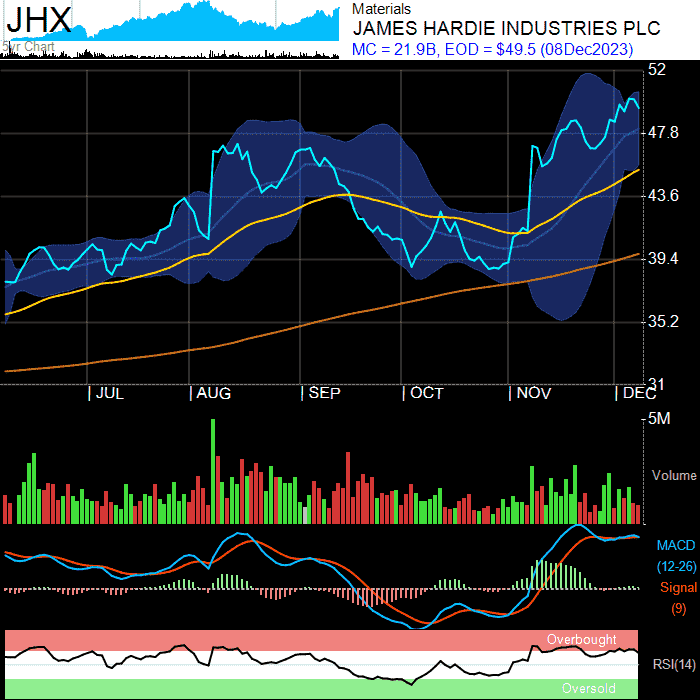 JHX
5yr Chart
Materials
JAMES HARDIE INDUSTRIES PLC
MC = 21.9B, EOD = $49.5 (08Dec2023)
52
47.8
43.6
39.4
35.2
31
JUL
AUG
SEP
OCT
NOV
DEC
5M
Volume
MACD
(12-26)
Signal
(9)
Overbought
RSI(14)
Oversold